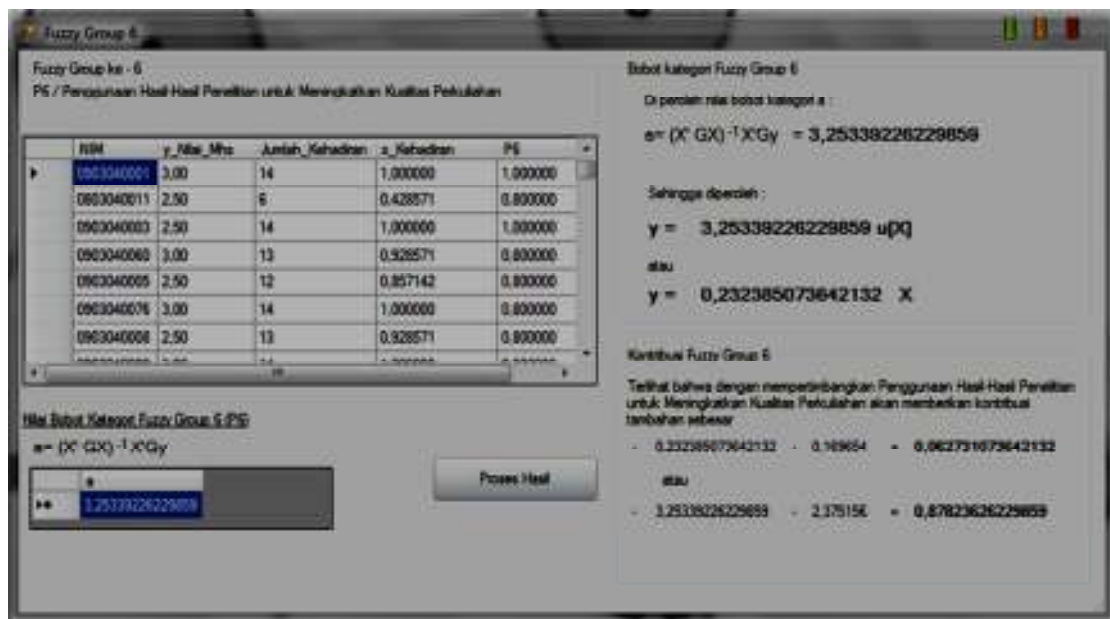 Fuzzy Group 6
Fuzzy Group ke - 6
P6 / Penggunaan Hasil-Hasil Penelitian untuk Meningkatkan Kualitas Perkuliahan
NIM y_Nilai_Mhs Jumlah_Kehadiran x_Kehadiran P6
0903040001 3,00 14 1,000000 1,000000
0803040011 2,50 6 0,428571 0,800000
0903040003 2,50 14 1,000000 1,000000
0903040060 3,00 13 0,928571 0,800000
0903040005 2,50 12 0,857142 0,800000
0903040076 3,00 14 1,000000 0,800000
0903040008 2,50 13 0,928571 0,800000
Nilai Bobot Kategori Fuzzy Group 6 (P6)
a= (X' GX) -1 X'Gy
a
a 3,25339226229859
Proses Hasil
Bobot kategori Fuzzy Group 6
Di peroleh nilai bobot kategori a :
a= (X' GX) -1 X'Gy = 3,25339226229859
Sehingga diperoleh :
y = 3,25339226229859 u[X]
atau
y = 0,232385073642132 X
Kontribusi Fuzzy Group 6
Terlihat bahwa dengan mempertimbangkan Penggunaan Hasil-Hasil Penelitian
untuk Meningkatkan Kualitas Perkuliahan akan memberikan kontribusi
tambahan sebesar
- 0,232385073642132 - 0,169654 = 0,062731073642132
atau
- 3,25339226229859 - 2,375156 = 0,87823626229859